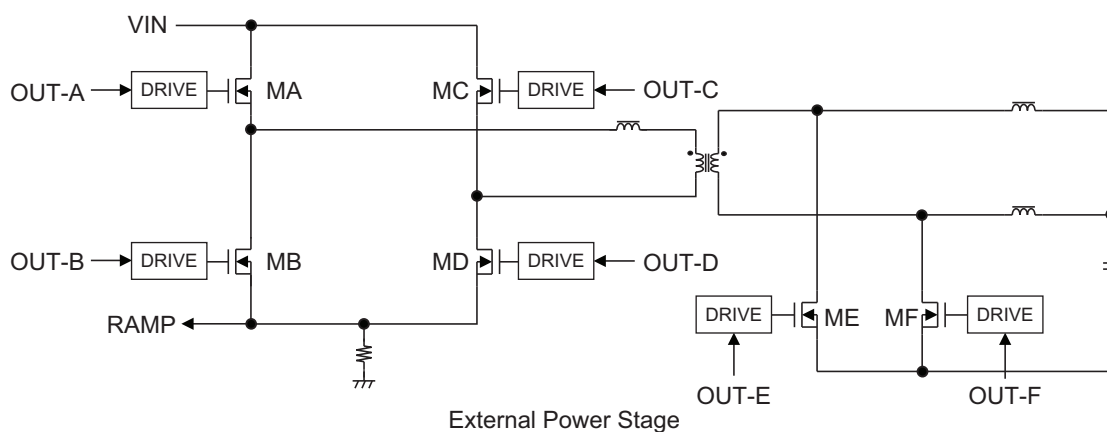 VIN
OUT-A
DRIVE
MA
MC
DRIVE
OUT-C
OUT-B
DRIVE
MB
MD
DRIVE
OUT-D
RAMP
DRIVE
ME
MF
DRIVE
OUT-E
OUT-F
External Power Stage